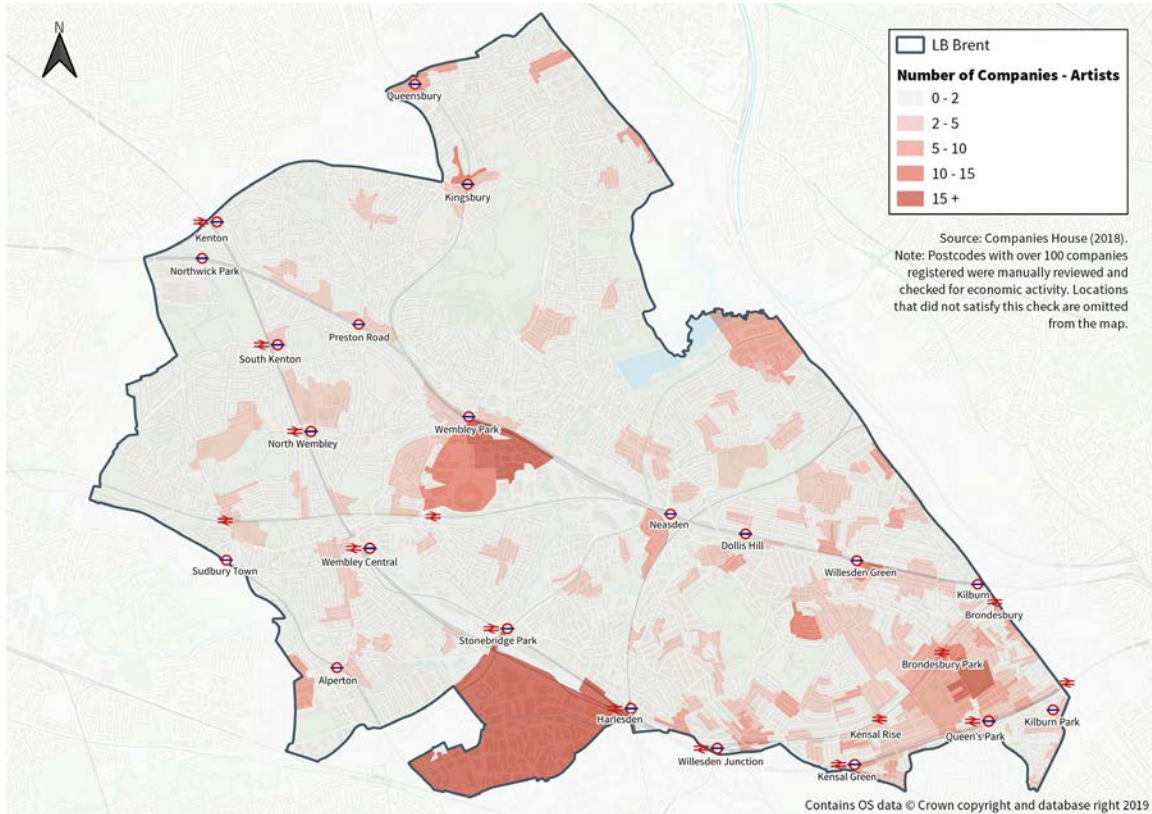 N
LB Brent
Number of Companies - Artists
0 - 2
2 - 5
5 - 10
10 - 15
15 +
Source: Companies House (2018).
Note: Postcodes with over 100 companies
registered were manually reviewed and
checked for economic activity. Locations
that did not satisfy this check are omitted
from the map.
Queensbury
Kingsbury
Kenton
Northwick Park
Preston Road
South Kenton
Wembley Park
North Wembley
Neasden
Dollis Hill
Sudbury Town
Wembley Central
Willesden Green
Kilburn
Brondesbury
Stonebridge Park
Brondesbury Park
Alperton
Harlesden
Kilburn Park
Kensal Rise
Queen's Park
Willesden Junction
Kensal Green
Contains OS data © Crown copyright and database right 2019